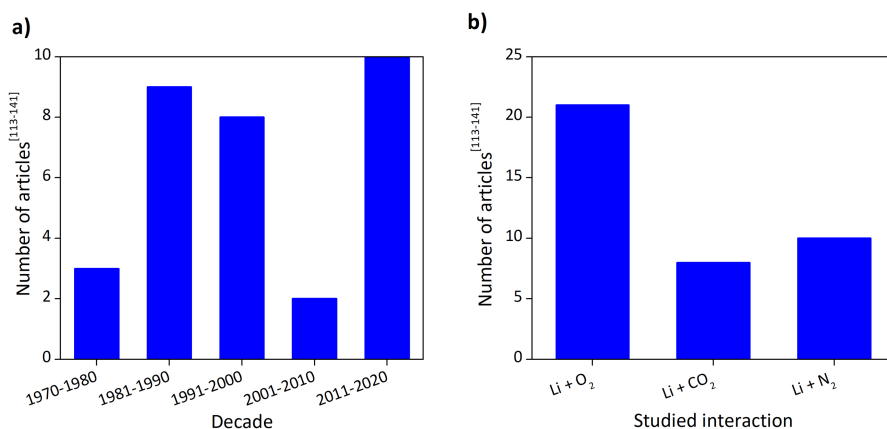 a)
Number of articles[113-141]
10
8
6
4
2
0
1970-1980
1981-1990
1991-2000
2001-2010
2011-2020
Decade
b)
Number of articles[113-141]
25
20
15
10
5
0
Li + O2
Li + CO2
Li + N2
Studied interaction